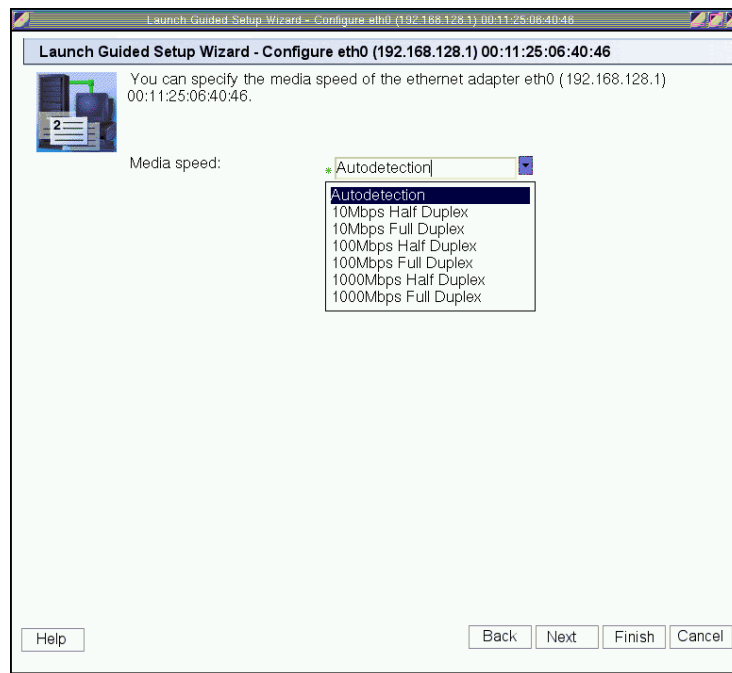 Launch Guided Setup Wizard - Configure eth0 (192.168.128.1) 00:11:25:06:40:46
Launch Guided Setup Wizard - Configure eth0 (192.168.128.1) 00:11:25:06:40:46
You can specify the media speed of the ethernet adapter eth0 (192.168.128.1)
00:11:25:06:40:46.
2
Media speed:
* Autodetection
Autodetection
10Mbps Half Duplex
10Mbps Full Duplex
100Mbps Half Duplex
100Mbps Full Duplex
1000Mbps Half Duplex
1000Mbps Full Duplex
Help
Back
Next
Finish
Cancel